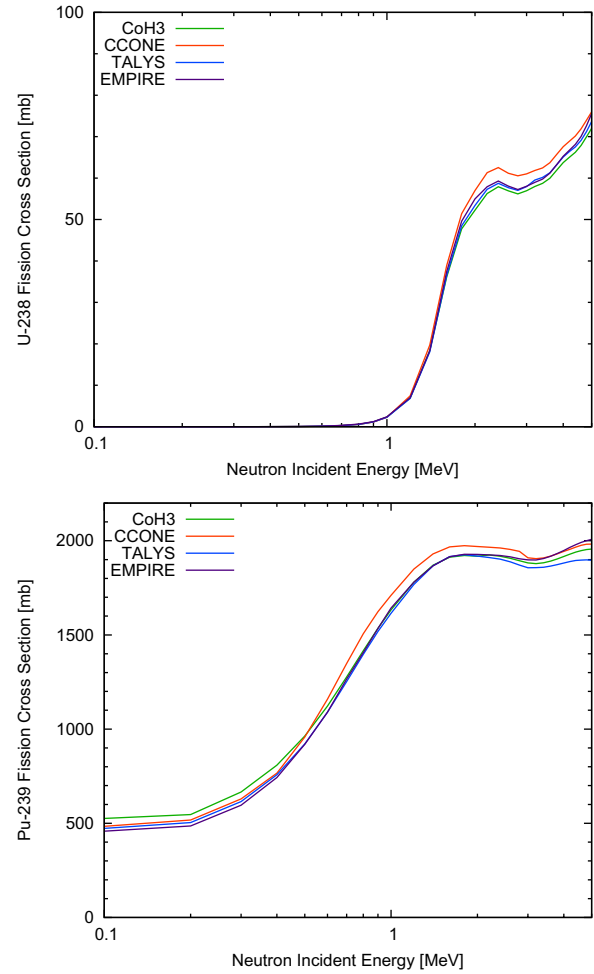 100
50
0
0.1
1
U-238 Fission Cross Section [mb]
Neutron Incident Energy [MeV]
CoH3
CCONE
TALYS
EMPIRE
2000
1500
1000
500
0
0.1
1
Pu-239 Fission Cross Section [mb]
Neutron Incident Energy [MeV]
CoH3
CCONE
TALYS
EMPIRE